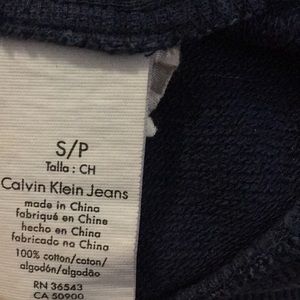 S/P
Talla : CH
Calvin Klein Jeans
made in China
fabriqué en Chine
hecho en China
fabricado na China
100% cotton/coton/
algodón/algodão
RN 36543
CA 50900